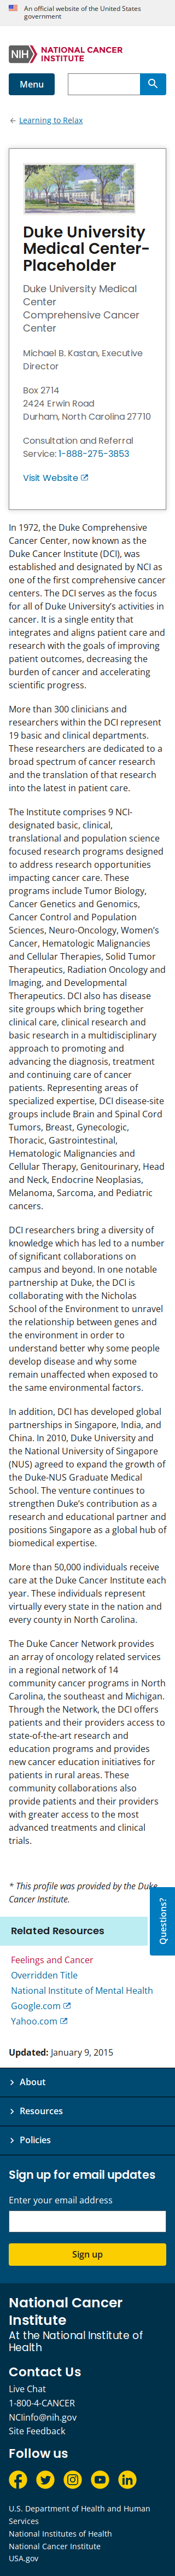 An official website of the United States
government
NIH NATIONAL CANCER
INSTITUTE
Menu
Learning to Relax
Duke University
Medical Center-
Placeholder
Duke University Medical
Center
Comprehensive Cancer
Center
Michael B. Kastan, Executive
Director
Box 2714
2424 Erwin Road
Durham, North Carolina 27710
Consultation and Referral
Service: 1-888-275-3853
Visit Website
In 1972, the Duke Comprehensive
Cancer Center, now known as the
Duke Cancer Institute (DCI), was
established and designated by NCI as
one of the first comprehensive cancer
centers. The DCI serves as the focus
for all of Duke University's activities in
cancer. It is a single entity that
integrates and aligns patient care and
research with the goals of improving
patient outcomes, decreasing the
burden of cancer and accelerating
scientific progress.
More than 300 clinicians and
researchers within the DCI represent
19 basic and clinical departments.
These researchers are dedicated to a
broad spectrum of cancer research
and the translation of that research
into the latest in patient care.
The Institute comprises 9 NCI-
designated basic, clinical,
translational and population science
focused research programs designed
to address research opportunities
impacting cancer care. These
programs include Tumor Biology,
Cancer Genetics and Genomics,
Cancer Control and Population
Sciences, Neuro-Oncology, Women's
Cancer, Hematologic Malignancies
and Cellular Therapies, Solid Tumor
Therapeutics, Radiation Oncology and
Imaging, and Developmental
Therapeutics. DCI also has disease
site groups which bring together
clinical care, clinical research and
basic research in a multidisciplinary
approach to promoting and
advancing the diagnosis, treatment
and continuing care of cancer
patients. Representing areas of
specialized expertise, DCI disease-site
groups include Brain and Spinal Cord
Tumors, Breast, Gynecologic,
Thoracic, Gastrointestinal,
Hematologic Malignancies and
Cellular Therapy, Genitourinary, Head
and Neck, Endocrine Neoplasias,
Melanoma, Sarcoma, and Pediatric
cancers.
DCI researchers bring a diversity of
knowledge which has led to a number
of significant collaborations on
campus and beyond. In one notable
partnership at Duke, the DCI is
collaborating with the Nicholas
School of the Environment to unravel
the relationship between genes and
environment in order to
understand better why some people
develop disease and why some
remain unaffected when exposed to
the same environmental factors.
In addition, DCI has developed global
partnerships in Singapore, India, and
China. In 2010, Duke University and
the National University of Singapore
(NUS) agreed to expand the growth of
the Duke-NUS Graduate Medical
School. The venture continues to
strengthen Duke's contribution as a
research and educational partner and
positions Singapore as a global hub of
biomedical expertise.
More than 50,000 individuals receive
care at the Duke Cancer Institute each
year. These individuals represent
virtually every state in the nation and
every county in North Carolina.
The Duke Cancer Network provides
an array of oncology related services
in a regional network of 14
community cancer programs in North
Carolina, the southeast and Michigan.
Through the Network, the DCI offers
patients and their providers access to
state-of-the-art research and
education programs and provides
innovative ways of treating cancer.
These community collaborations also
provide patients and their providers
with greater access to the most
advanced treatments and clinical
trials.
* This profile was provided by the Duke
Cancer Institute.
Questions?
Related Resources
Feelings and Cancer
Overridden Title
National Institute of Mental Health
Google.com
Yahoo.com
Updated: January 9, 2015
About
Resources
Policies
Sign up for email updates
Enter your email address
Sign up
National Cancer
Institute
At the National Institute of
Health
Contact Us
Live Chat
1-800-4-CANCER
NCIinfo@nih.gov
Site Feedback
Follow us
U.S. Department of Health and Human
Services
National Institutes of Health
National Cancer Institute
USA.gov